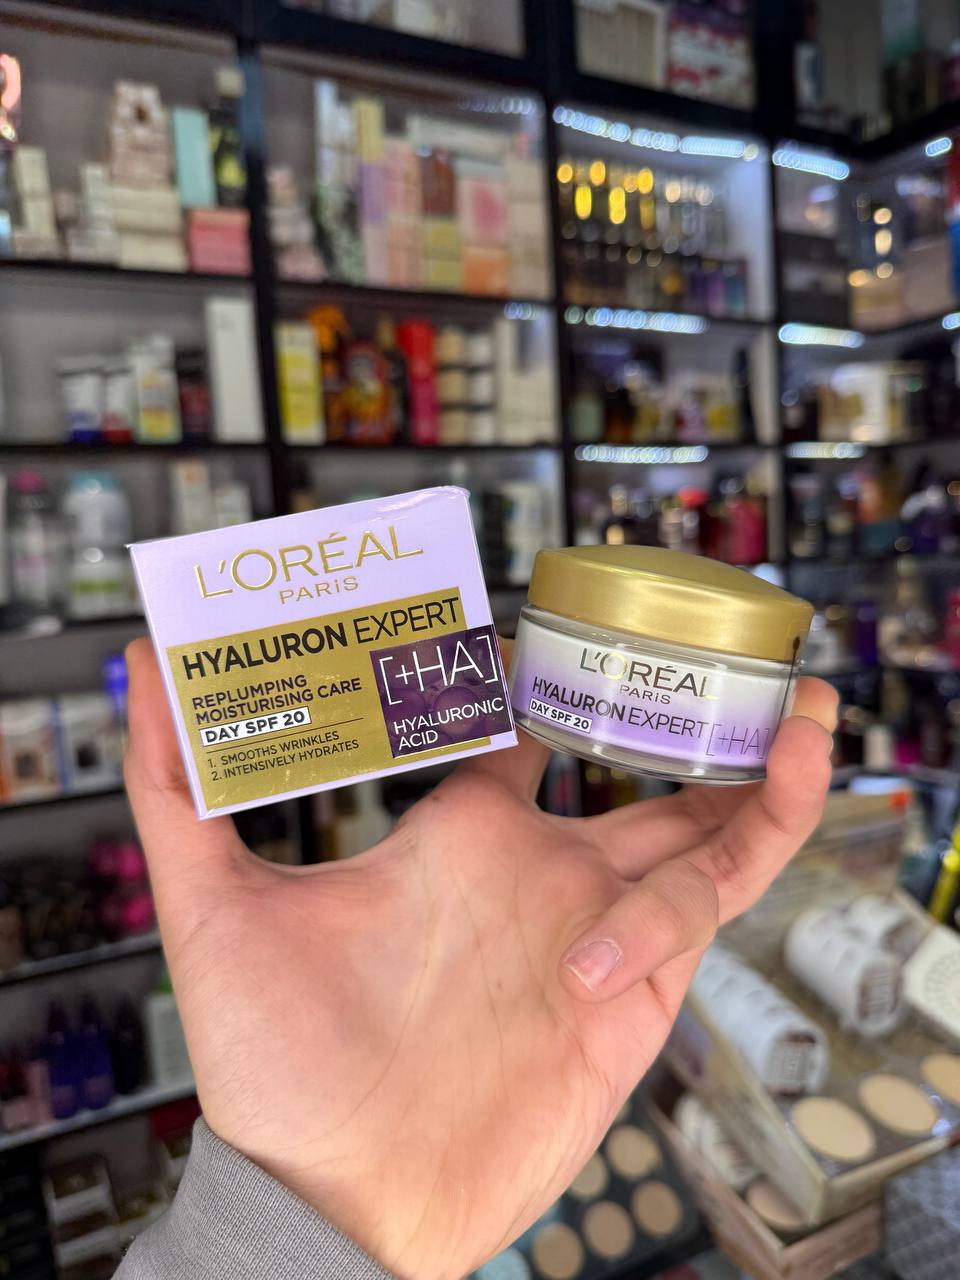 L'ORÉAL
PARIS
HYALURON EXPERT
REPLUMPING
MOISTURISING CARE
DAY SPF 20
1. SMOOTHS WRINKLES
2. INTENSIVELY HYDRATES
[+HA]
HYALURONIC
ACID
L'ORÉAL
PARIS
HYALURON EXPERT [+HA]
DAY SPF 20